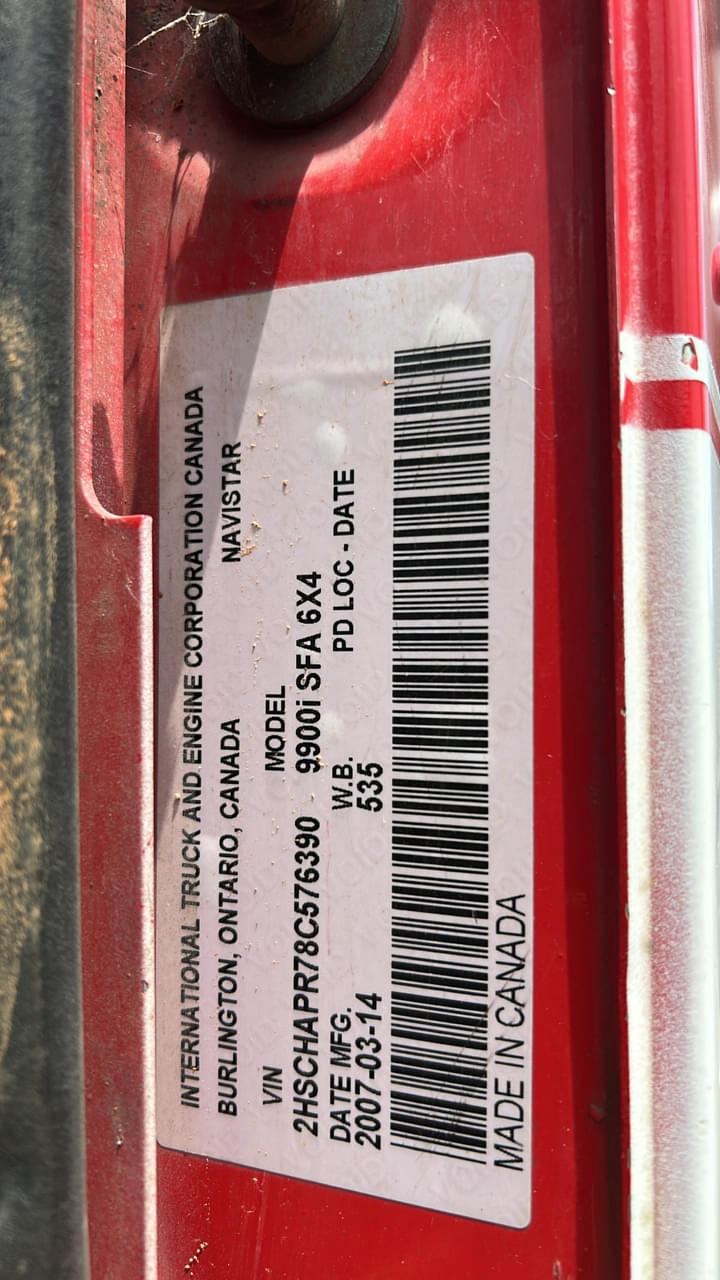 INTERNATIONAL TRUCK AND ENGINE CORPORATION CANADA
BURLINGTON, ONTARIO, CANADA NAVISTAR
VIN MODEL
2HSCHAPR78C576390 9900i SFA 6X4
DATE MFG. W.B. PD LOC - DATE
2007-03-14 535
MADE IN CANADA